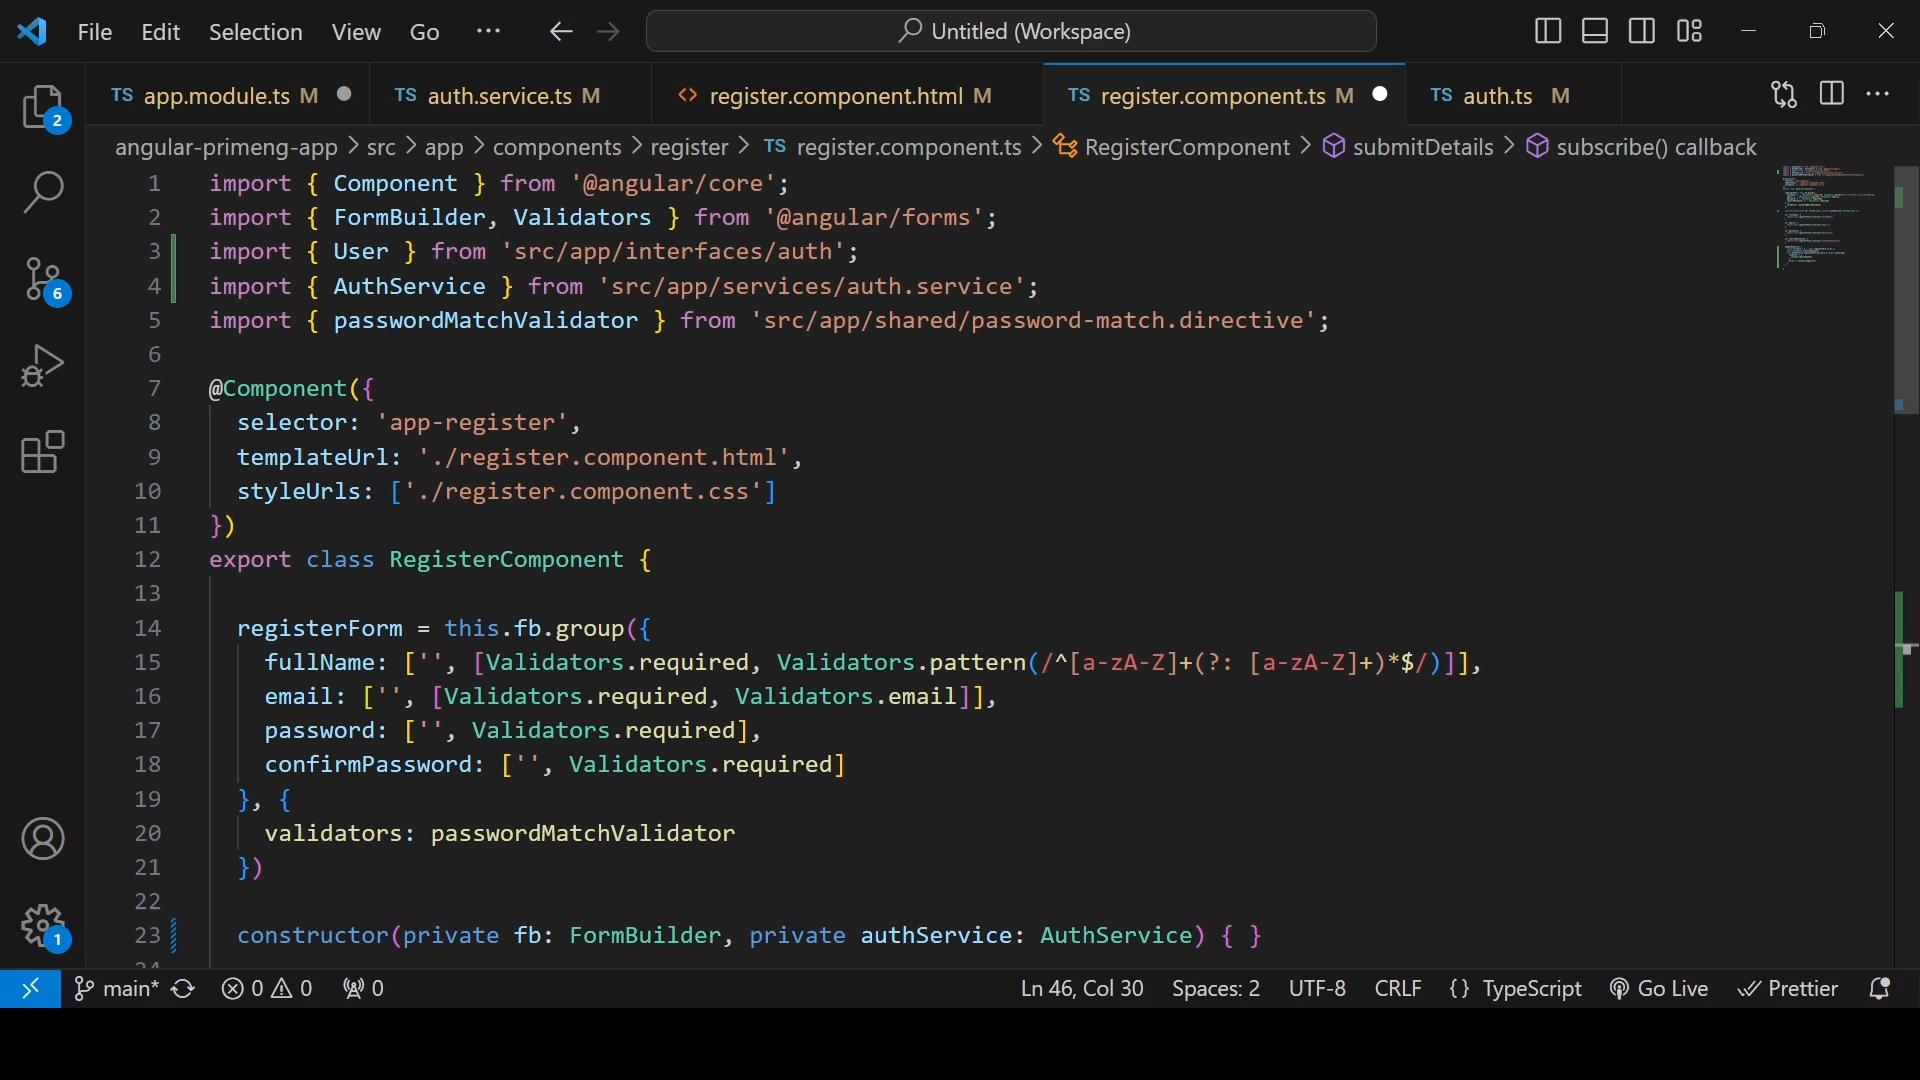 File Edit Selection View Go ··· Untitled (Workspace)
TS app.module.ts M TS auth.service.ts M <> register.component.html M TS register.component.ts M TS auth.ts M ···
angular-primeng-app > src > app > components > register > TS register.component.ts > RegisterComponent > submitDetails > subscribe() callback
2
6
1
1 import { Component } from '@angular/core';
2 import { FormBuilder, Validators } from '@angular/forms';
3 import { User } from 'src/app/interfaces/auth';
4 import { AuthService } from 'src/app/services/auth.service';
5 import { passwordMatchValidator } from 'src/app/shared/password-match.directive';
6
7 @Component({
8 selector: 'app-register',
9 templateUrl: './register.component.html',
10 styleUrls: ['./register.component.css']
11 })
12 export class RegisterComponent {
13
14 registerForm = this.fb.group({
15 fullName: ['', [Validators.required, Validators.pattern(/^[a-zA-Z]+(?: [a-zA-Z]+)*$/)]],
16 email: ['', [Validators.required, Validators.email]],
17 password: ['', Validators.required],
18 confirmPassword: ['', Validators.required]
19 }, {
20 validators: passwordMatchValidator
21 })
22
23 constructor(private fb: FormBuilder, private authService: AuthService) { }
24
main* 0 0 0 Ln 46, Col 30 Spaces: 2 UTF-8 CRLF {} TypeScript Go Live Prettier